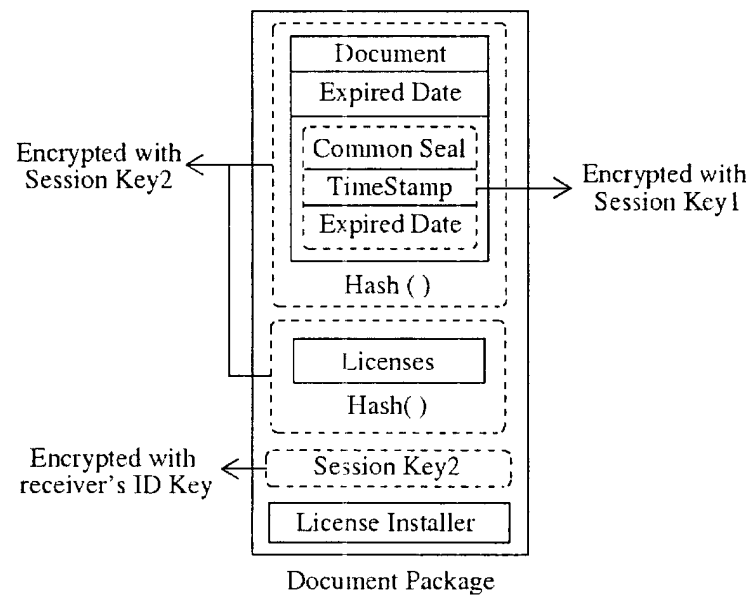 Document
Expired Date
Encrypted with
Session Key2
Common Seal
TimeStamp
Expired Date
Encrypted with
Session Key1
Hash ( )
Licenses
Hash( )
Encrypted with
receiver's ID Key
Session Key2
License Installer
Document Package